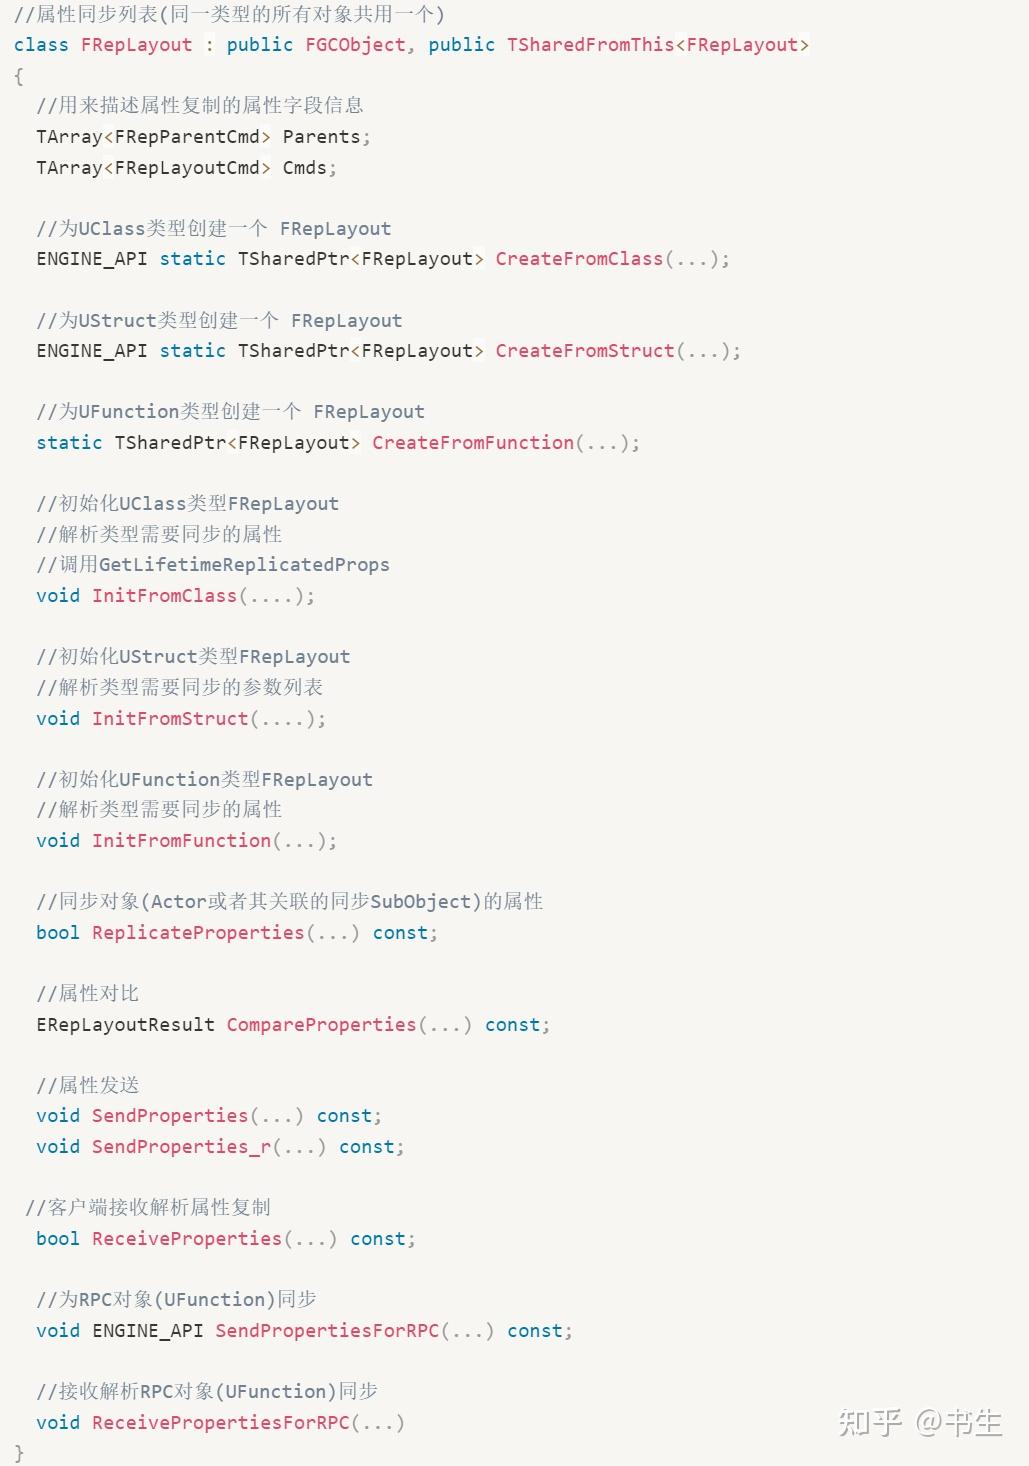 //属性同步列表(同一类型的所有对象共用一个)
class FRepLayout : public FGCObject, public TSharedFromThis<FRepLayout>
{
//用来描述属性复制的属性字段信息
TArray<FRepParentCmd> Parents;
TArray<FRepLayoutCmd> Cmds;
//为UClass类型创建一个 FRepLayout
ENGINE_API static TSharedPtr<FRepLayout> CreateFromClass(...);
//为UStruct类型创建一个 FRepLayout
ENGINE_API static TSharedPtr<FRepLayout> CreateFromStruct(...);
//为UFunction类型创建一个 FRepLayout
static TSharedPtr<FRepLayout> CreateFromFunction(...);
//初始化UClass类型FRepLayout
//解析类型需要同步的属性
//调用GetLifetimeReplicatedProps
void InitFromClass(....);
//初始化UStruct类型FRepLayout
//解析类型需要同步的参数列表
void InitFromStruct(....);
//初始化UFunction类型FRepLayout
//解析类型需要同步的属性
void InitFromFunction(...);
//同步对象(Actor或者其关联的同步SubObject)的属性
bool ReplicateProperties(...) const;
//属性对比
ERepLayoutResult CompareProperties(...) const;
//属性发送
void SendProperties(...) const;
void SendProperties_r(...) const;
//客户端接收解析属性复制
bool ReceiveProperties(...) const;
//为RPC对象(UFunction)同步
void ENGINE_API SendPropertiesForRPC(...) const;
//接收解析RPC对象(UFunction)同步
void ReceivePropertiesForRPC(...)
}
知乎 @书生